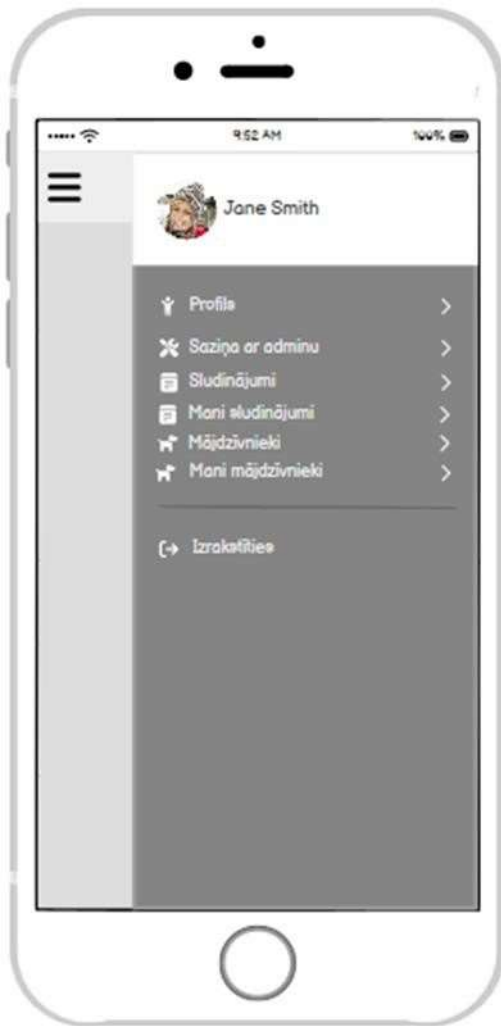 9:52 AM 100%
Jane Smith
Profils
Saziņa ar adminu
Sludinājumi
Mani sludinājumi
Mājdzīvnieki
Mani mājdzīvnieki
Izrakstīties